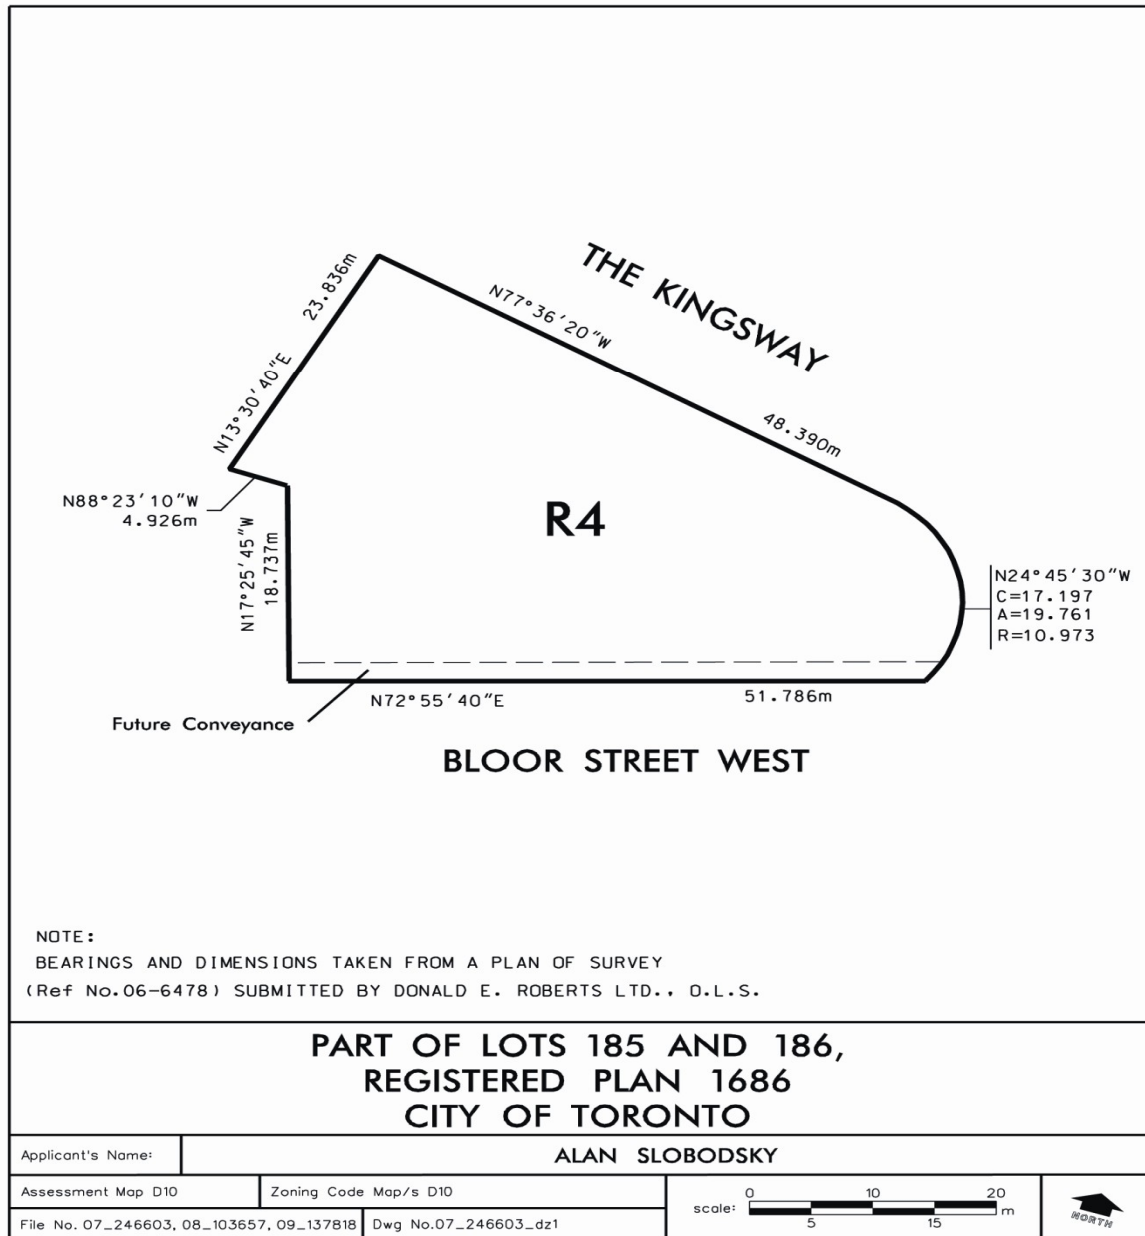 THE KINGSWAY
23.836m
N77°36'20"W
N13°30'40"E
48.390m
N88°23'10"W
4.926m
R4
N17°25'45"W
18.737m
N24°45'30"W
C=17.197
A=19.761
R=10.973
N72°55'40"E
51.786m
Future Conveyance
BLOOR STREET WEST
NOTE:
BEARINGS AND DIMENSIONS TAKEN FROM A PLAN OF SURVEY
(Ref No.06-6478) SUBMITTED BY DONALD E. ROBERTS LTD., O.L.S.
PART OF LOTS 185 AND 186,
REGISTERED PLAN 1686
CITY OF TORONTO
Applicant's Name:
ALAN SLOBODSKY
Assessment Map D10
Zoning Code Map/s D10
File No. 07_246603, 08_103657, 09_137818
Dwg No.07_246603_dz1
scale:
0 10 20
m
5 15
NORTH